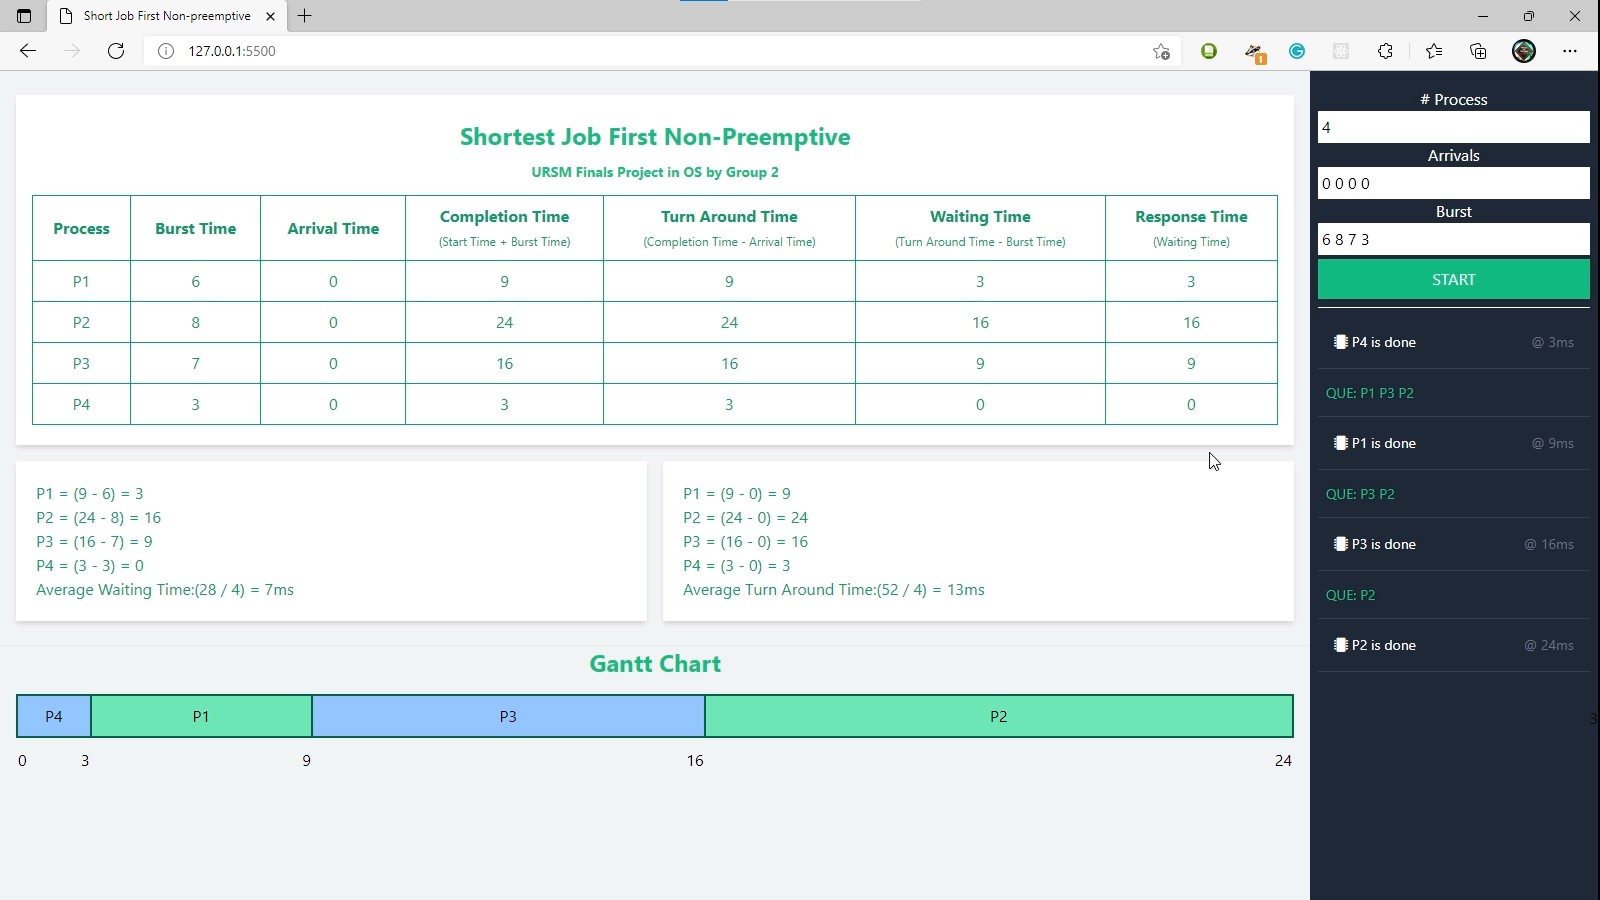 Short Job First Non-preemptive
127.0.0.1:5500
1
Shortest Job First Non-Preemptive
URSM Finals Project in OS by Group 2
Process Burst Time Arrival Time Completion Time Turn Around Time Waiting Time Response Time
(Start Time + Burst Time) (Completion Time - Arrival Time) (Turn Around Time - Burst Time) (Waiting Time)
P1 6 0 9 9 3 3
P2 8 0 24 24 16 16
P3 7 0 16 16 9 9
P4 3 0 3 3 0 0
P1 = (9 - 6) = 3
P2 = (24 - 8) = 16
P3 = (16 - 7) = 9
P4 = (3 - 3) = 0
Average Waiting Time:(28 / 4) = 7ms
P1 = (9 - 0) = 9
P2 = (24 - 0) = 24
P3 = (16 - 0) = 16
P4 = (3 - 0) = 3
Average Turn Around Time:(52 / 4) = 13ms
Gantt Chart
P4 P1 P3 P2
0 3 9 16 24
# Process
4
Arrivals
0 0 0 0
Burst
6 8 7 3
START
P4 is done @ 3ms
QUE: P1 P3 P2
P1 is done @ 9ms
QUE: P3 P2
P3 is done @ 16ms
QUE: P2
P2 is done @ 24ms
3